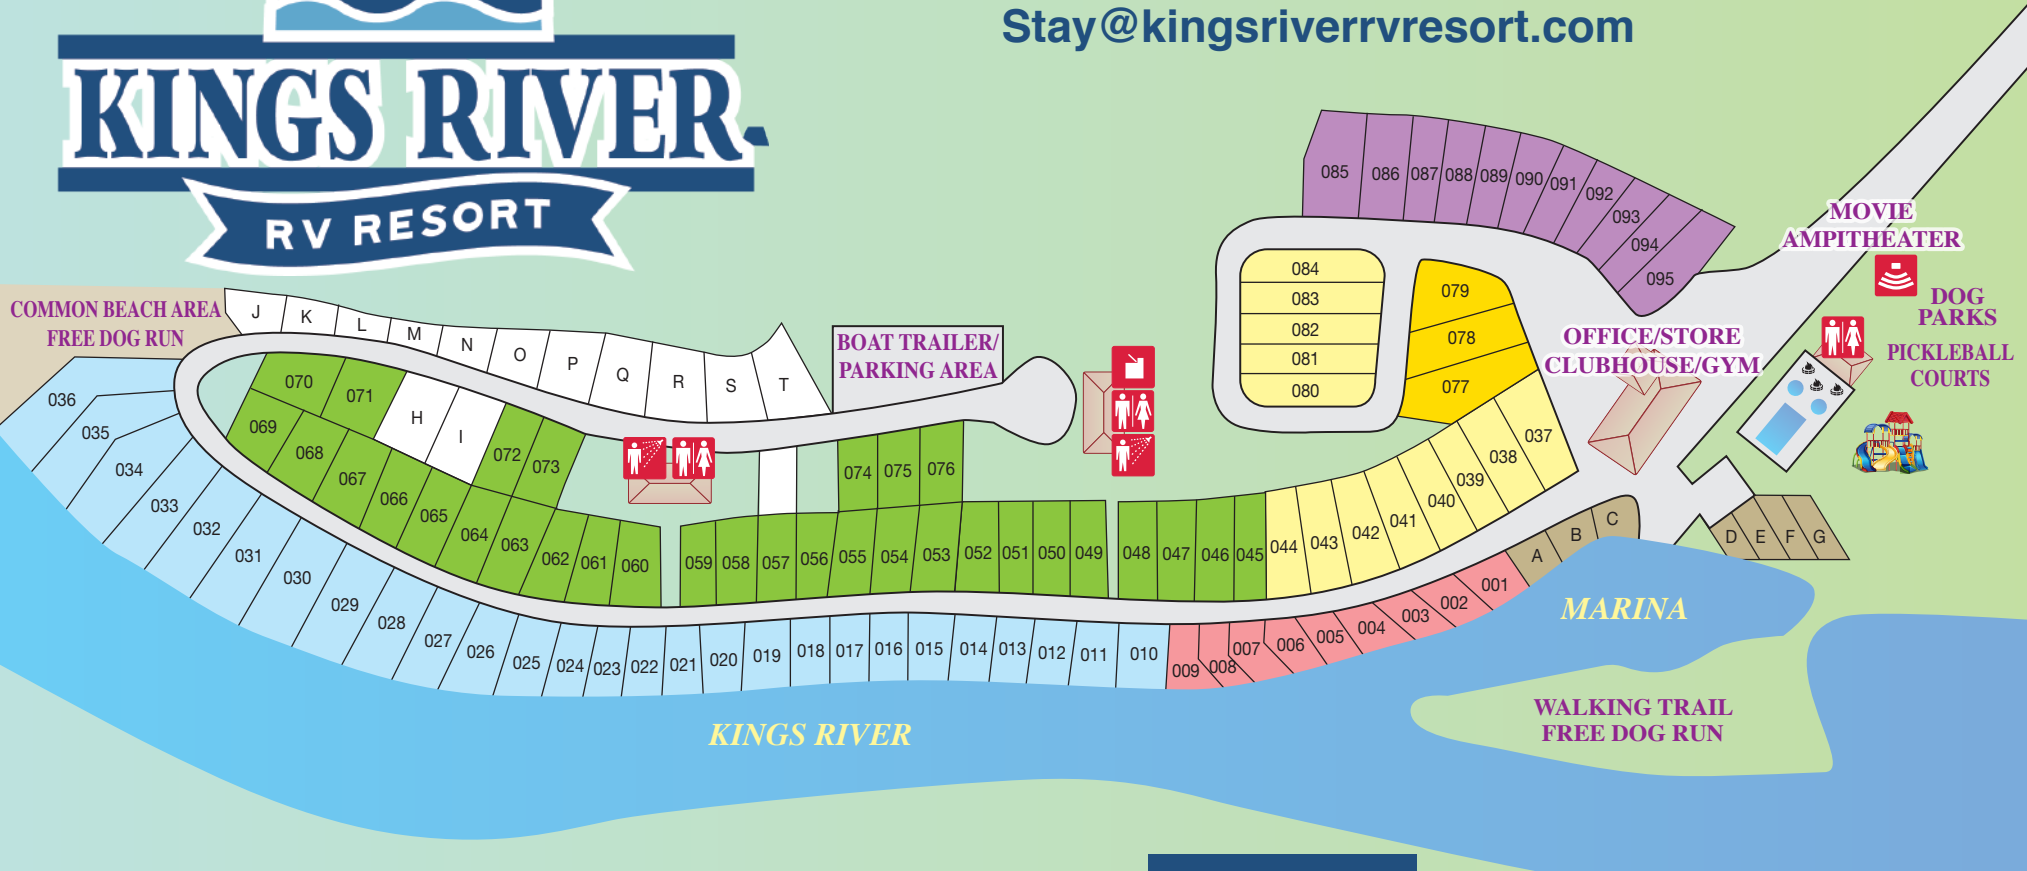 Stay@kingsriverrvresort.com
KINGS RIVER
RV RESORT
085
086
087
088
089
090
091
092
093
094
095
MOVIE
AMPITHEATER
DOG
PARKS
PICKLEBALL
COURTS
OFFICE/STORE
CLUBHOUSE/GYM
084
083
082
081
080
079
078
077
COMMON BEACH AREA
FREE DOG RUN
J
K
L
M
N
O
P
Q
R
S
T
BOAT TRAILER/
PARKING AREA
070
071
H
I
072
073
074
075
076
069
068
067
066
065
064
063
062
061
060
059
058
057
056
055
054
053
052
051
050
049
048
047
046
045
044
043
042
041
040
039
038
037
036
035
034
033
032
031
030
029
028
027
026
025
024
023
022
021
020
019
018
017
016
015
014
013
012
011
010
009
008
007
006
005
004
003
002
001
A
B
C
D
E
F
G
MARINA
WALKING TRAIL
FREE DOG RUN
KINGS RIVER